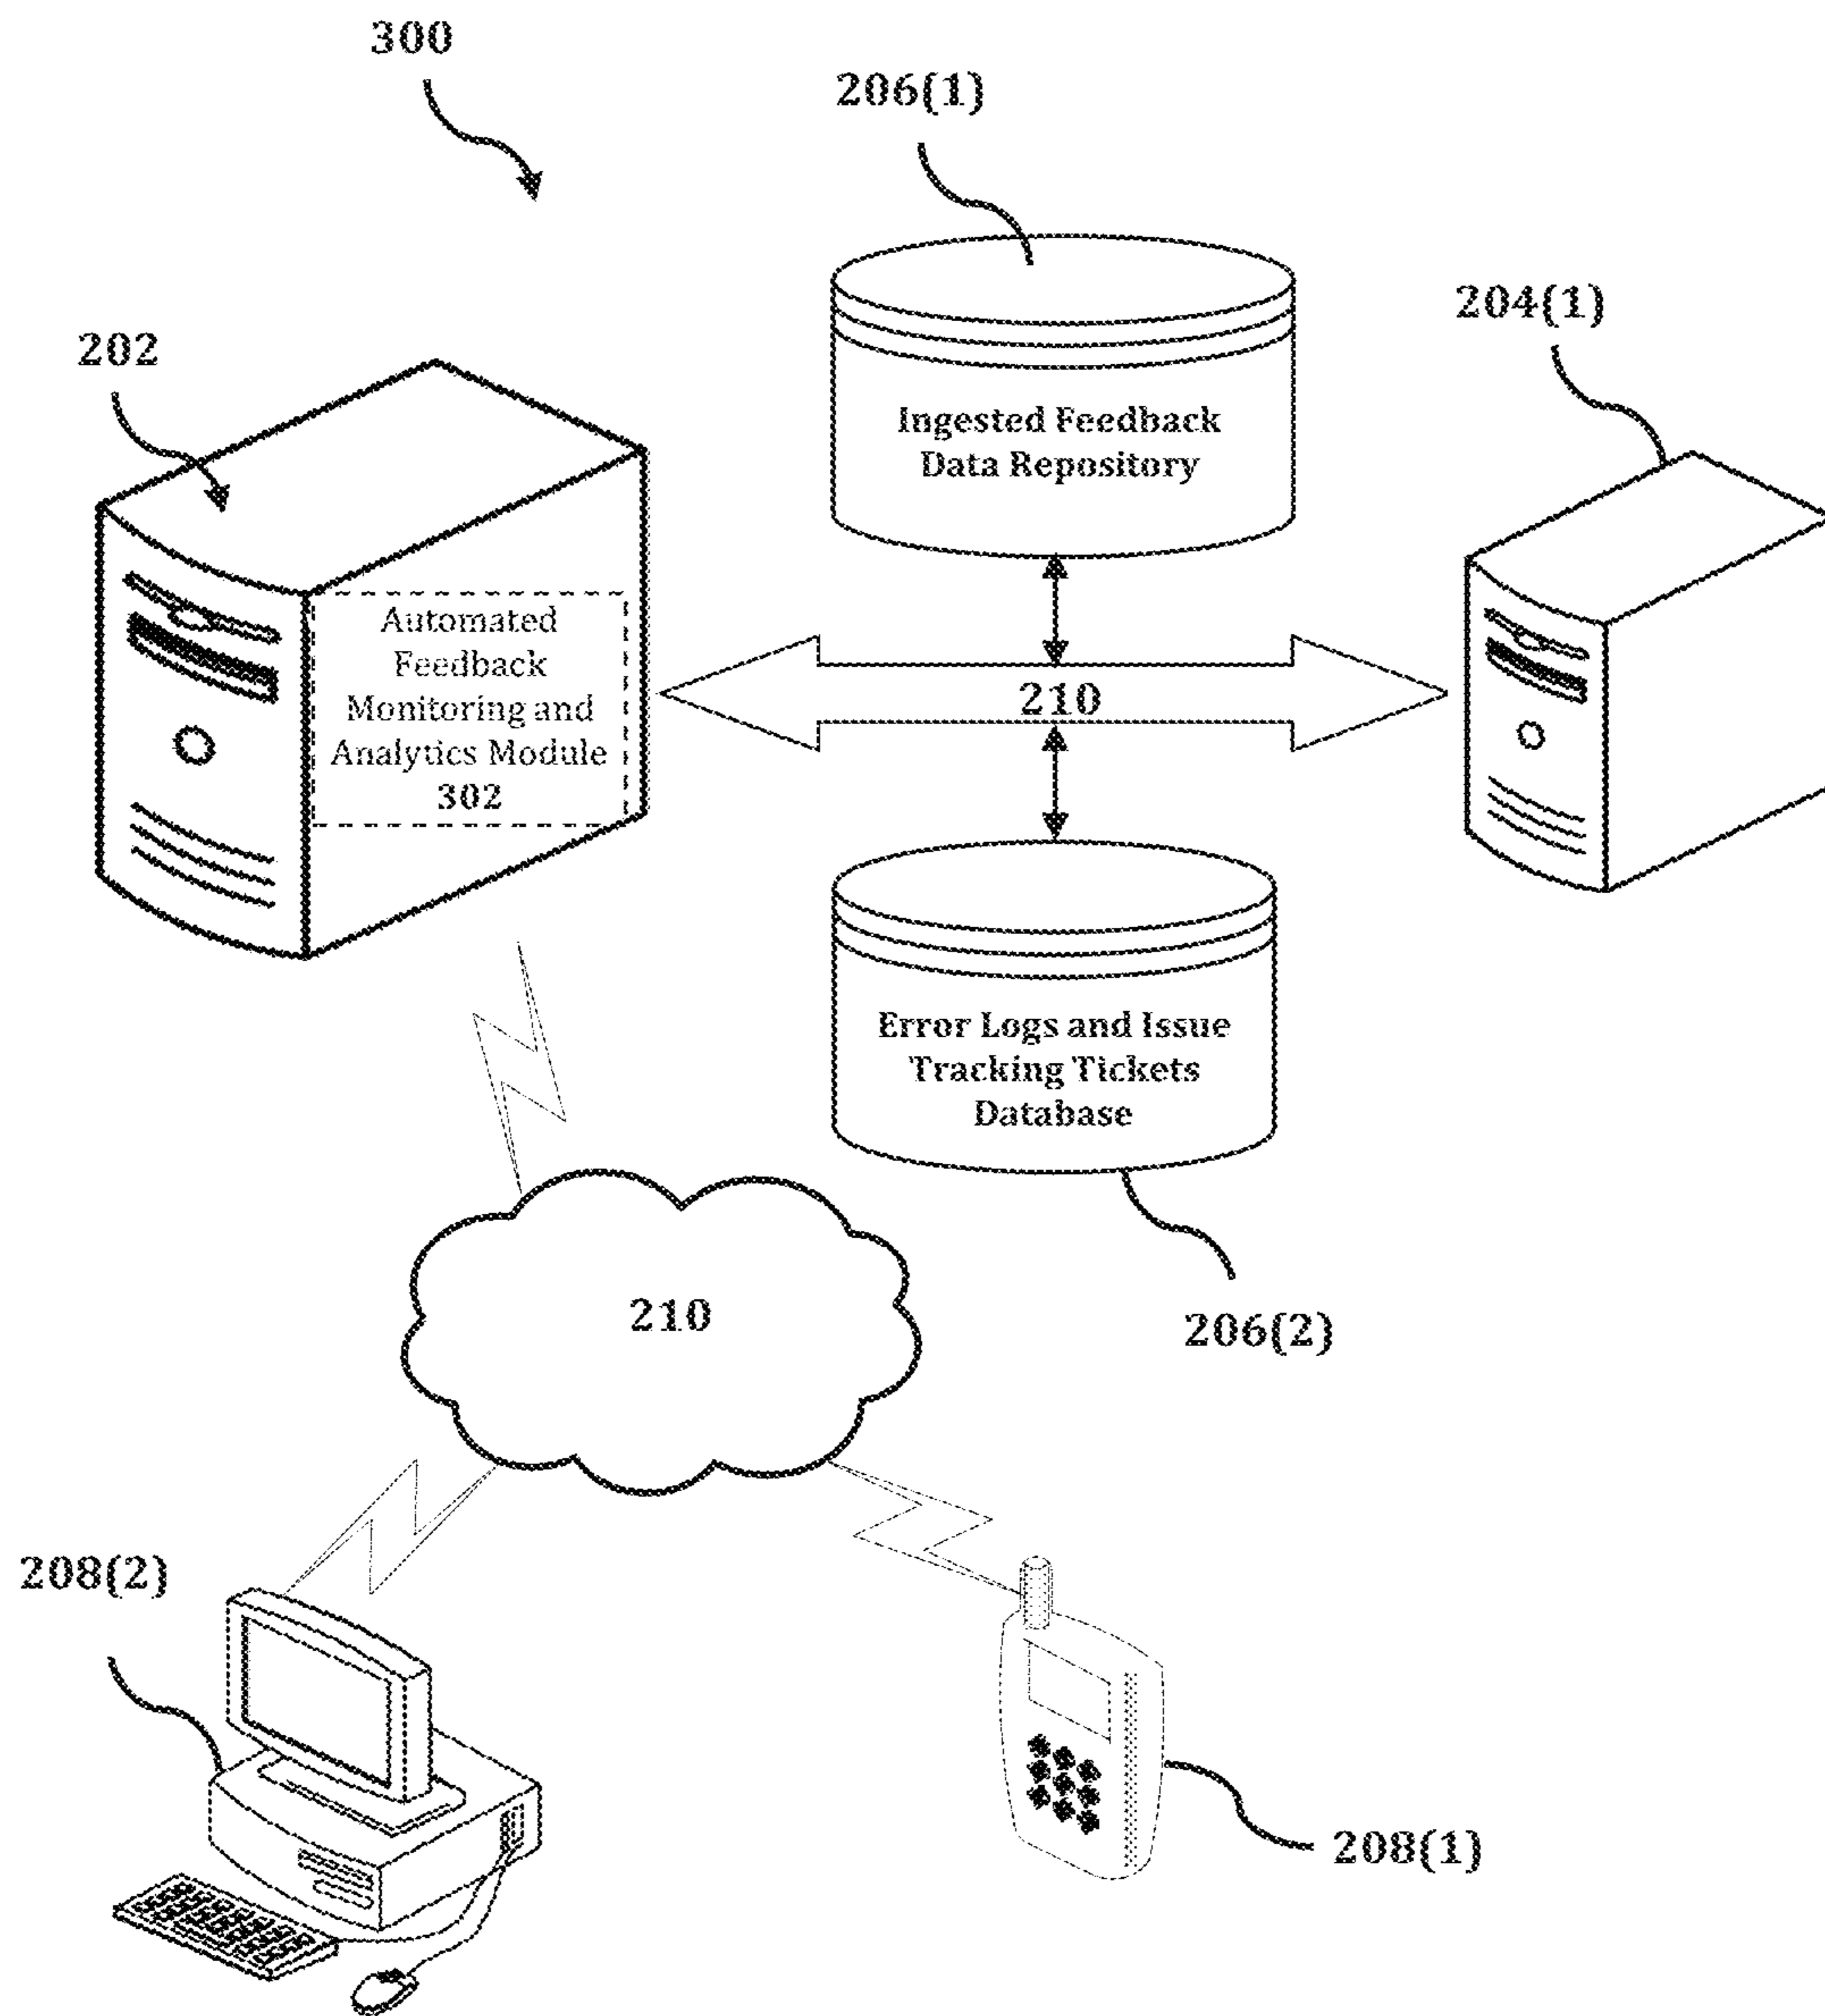 300
206(1)
204(1)
202
Ingested Feedback
Data Repository
Automated
Feedback
Monitoring and
Analytics Module
302
210
Error Logs and Issue
Tracking Tickets
Database
210
206(2)
208(2)
208(1)